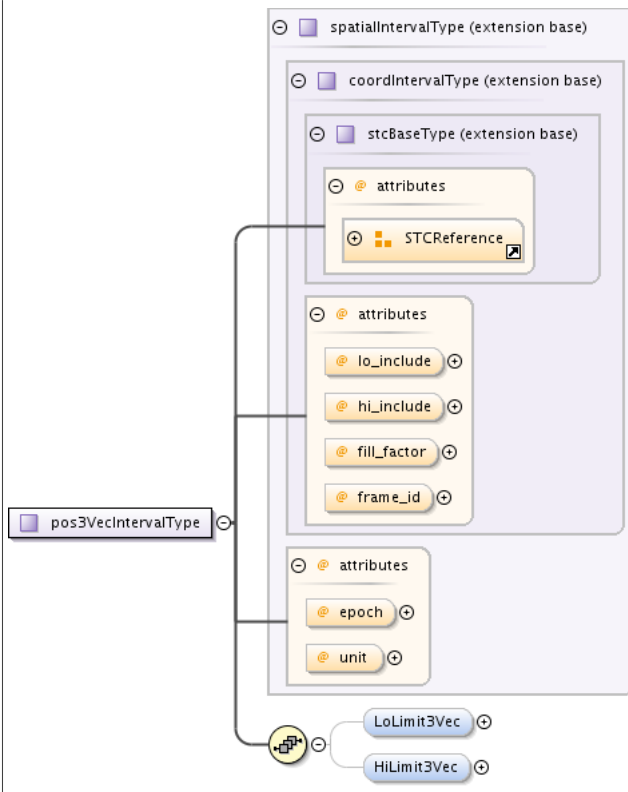 spatialIntervalType (extension base)
coordIntervalType (extension base)
stcBaseType (extension base)
@ attributes
STCReference
@ attributes
@ lo_include
@ hi_include
@ fill_factor
@ frame_id
pos3VecIntervalType
@ attributes
@ epoch
@ unit
LoLimit3Vec
HiLimit3Vec